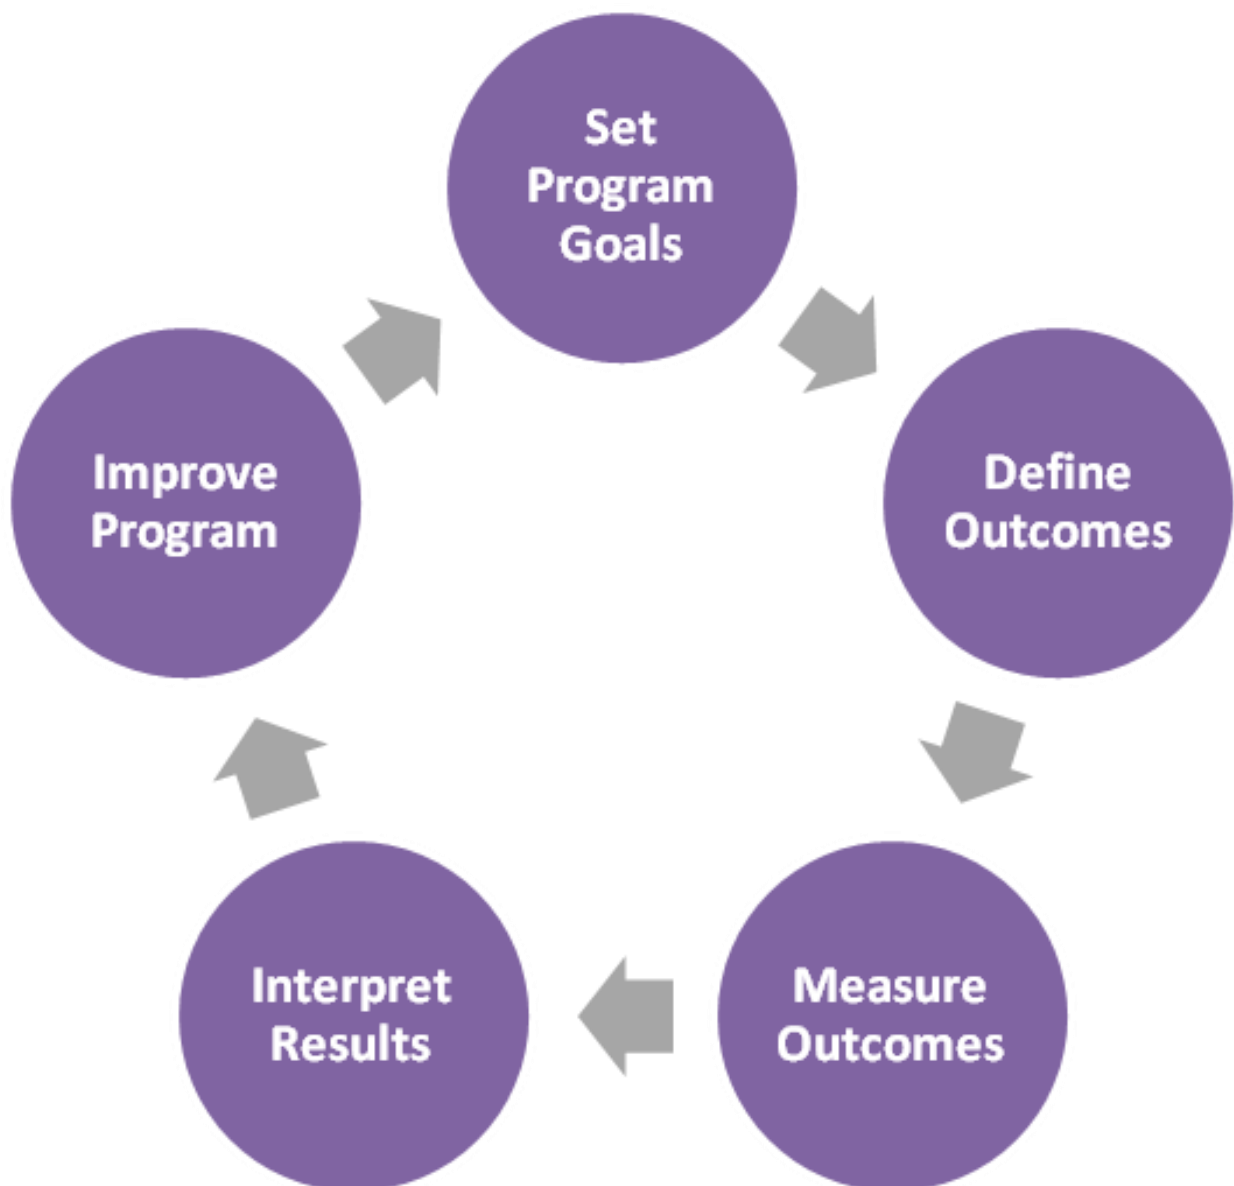 Set
Program
Goals
Define
Outcomes
Measure
Outcomes
Interpret
Results
Improve
Program